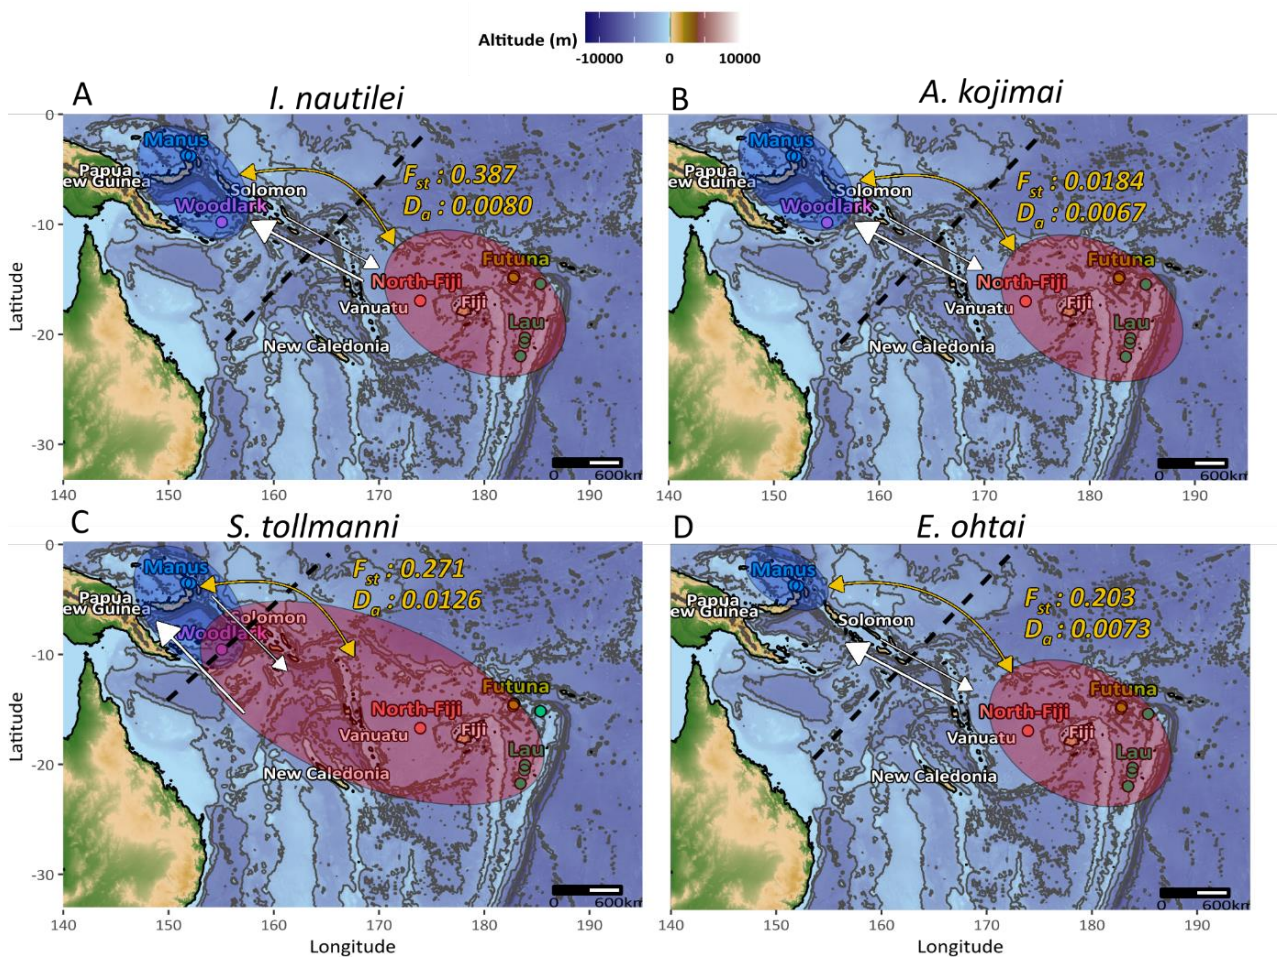 Altitude (m)
-10000 0 10000
A
I. nautilei
B
A. kojimai
0
Manus
Papua
ew Guinea
Solomon
Woodlark
Fst : 0.387
Da : 0.0080
Manus
Papua
ew Guinea
Solomon
Woodlark
Fst : 0.0184
Da : 0.0067
-10
Latitude
Futuna
North-Fiji
Vanuatu
Fiji
Lau
New Caledonia
Futuna
North-Fiji
Vanuatu
Fiji
Lau
New Caledonia
-20
-30
0 600km
0 600km
140 150 160 170 180 190
140 150 160 170 180 190
C
S. tollmanni
D
E. ohtai
0
Manus
Papua
ew Guinea
Solomon
Woodlark
Fst : 0.271
Da : 0.0126
Manus
Papua
ew Guinea
Solomon
Fst : 0.203
Da : 0.0073
-10
Latitude
Futuna
North-Fiji
Vanuatu
Fiji
Lau
New Caledonia
Futuna
North-Fiji
Vanuatu
Fiji
Lau
New Caledonia
-20
-30
0 600km
0 600km
140 150 160 170 180 190
140 150 160 170 180 190
Longitude
Longitude